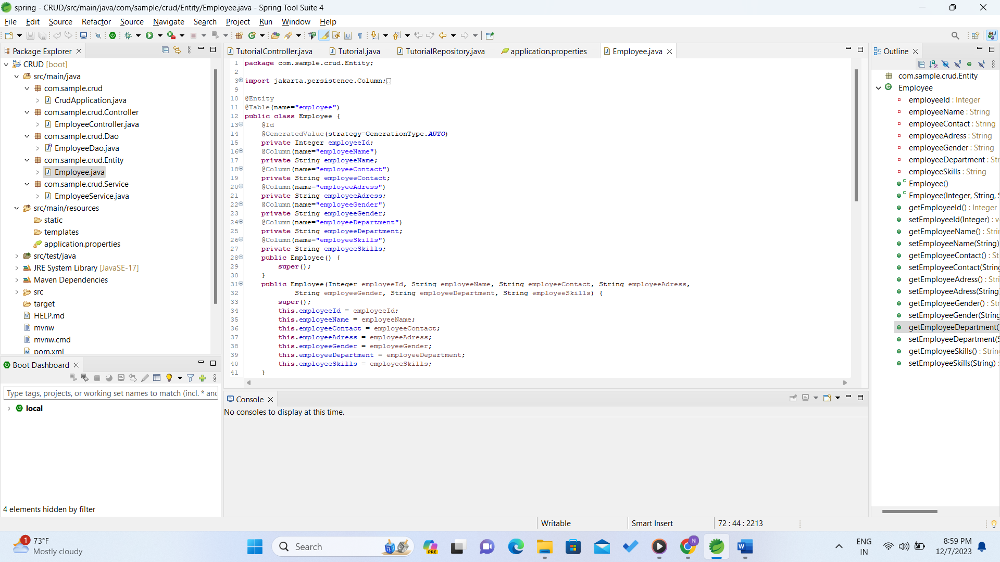 spring - CRUD/src/main/java/com/sample/crud/Entity/Employee.java - Spring Tool Suite 4
File Edit Source Refactor Source Navigate Search Project Run Window Help
Package Explorer
CRUD [boot]
src/main/java
com.sample.crud
CrudApplication.java
com.sample.crud.Controller
EmployeeController.java
com.sample.crud.Dao
EmployeeDao.java
com.sample.crud.Entity
Employee.java
com.sample.crud.Service
EmployeeService.java
src/main/resources
static
templates
application.properties
src/test/java
JRE System Library [JavaSE-17]
Maven Dependencies
src
target
HELP.md
mvnw
mvnw.cmd
pom.xml
Boot Dashboard
Type tags, projects, or working set names to match (incl. * and
local
4 elements hidden by filter
TutorialController.java Tutorial.java TutorialRepository.java application.properties Employee.java
1 package com.sample.crud.Entity;
2
3 import jakarta.persistence.Column;
9
10 @Entity
11 @Table(name="employee")
12 public class Employee {
13 @Id
14 @GeneratedValue(strategy=GenerationType.AUTO)
15 private Integer employeeId;
16 @Column(name="employeeName")
17 private String employeeName;
18 @Column(name="employeeContact")
19 private String employeeContact;
20 @Column(name="employeeAdress")
21 private String employeeAdress;
22 @Column(name="employeeGender")
23 private String employeeGender;
24 @Column(name="employeeDepartment")
25 private String employeeDepartment;
26 @Column(name="employeeSkills")
27 private String employeeSkills;
28 public Employee() {
29 super();
30 }
31 public Employee(Integer employeeId, String employeeName, String employeeContact, String employeeAdress,
32 String employeeGender, String employeeDepartment, String employeeSkills) {
33 super();
34 this.employeeId = employeeId;
35 this.employeeName = employeeName;
36 this.employeeContact = employeeContact;
37 this.employeeAdress = employeeAdress;
38 this.employeeGender = employeeGender;
39 this.employeeDepartment = employeeDepartment;
40 this.employeeSkills = employeeSkills;
41 }
Console
No consoles to display at this time.
Outline
com.sample.crud.Entity
Employee
employeeId : Integer
employeeName : String
employeeContact : String
employeeAdress : String
employeeGender : String
employeeDepartment : Str
employeeSkills : String
Employee()
Employee(Integer, String, S
getEmployeeId() : Integer
setEmployeeId(Integer) : v
getEmployeeName() : Stri
setEmployeeName(String)
getEmployeeContact() : St
setEmployeeContact(String
getEmployeeAdress() : Stri
setEmployeeAdress(String)
getEmployeeGender() : Str
setEmployeeGender(String
getEmployeeDepartment(
setEmployeeDepartment(S
getEmployeeSkills() : String
setEmployeeSkills(String) :
Writable Smart Insert 72 : 44 : 2213
1
73°F
Mostly cloudy
Search
PRE
N
ENG
IN
8:59 PM
12/7/2023